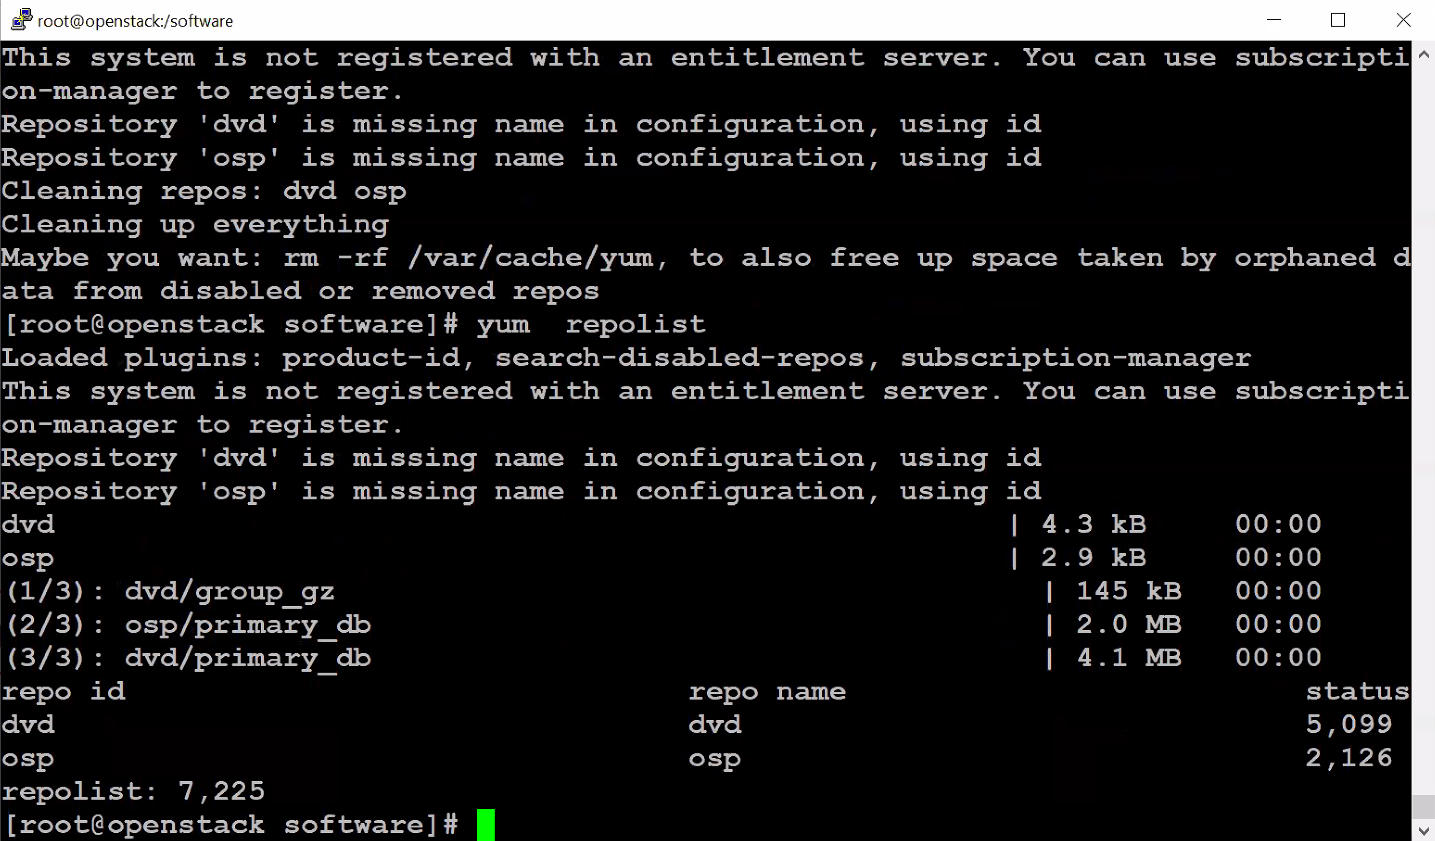 root@openstack:/software
This system is not registered with an entitlement server. You can use subscripti
on-manager to register.
Repository 'dvd' is missing name in configuration, using id
Repository 'osp' is missing name in configuration, using id
Cleaning repos: dvd osp
Cleaning up everything
Maybe you want: rm -rf /var/cache/yum, to also free up space taken by orphaned d
ata from disabled or removed repos
[root@openstack software]# yum  repolist
Loaded plugins: product-id, search-disabled-repos, subscription-manager
This system is not registered with an entitlement server. You can use subscripti
on-manager to register.
Repository 'dvd' is missing name in configuration, using id
Repository 'osp' is missing name in configuration, using id
dvd | 4.3 kB 00:00
osp | 2.9 kB 00:00
(1/3): dvd/group_gz | 145 kB 00:00
(2/3): osp/primary_db | 2.0 MB 00:00
(3/3): dvd/primary_db | 4.1 MB 00:00
repo id repo name status
dvd dvd 5,099
osp osp 2,126
repolist: 7,225
[root@openstack software]#